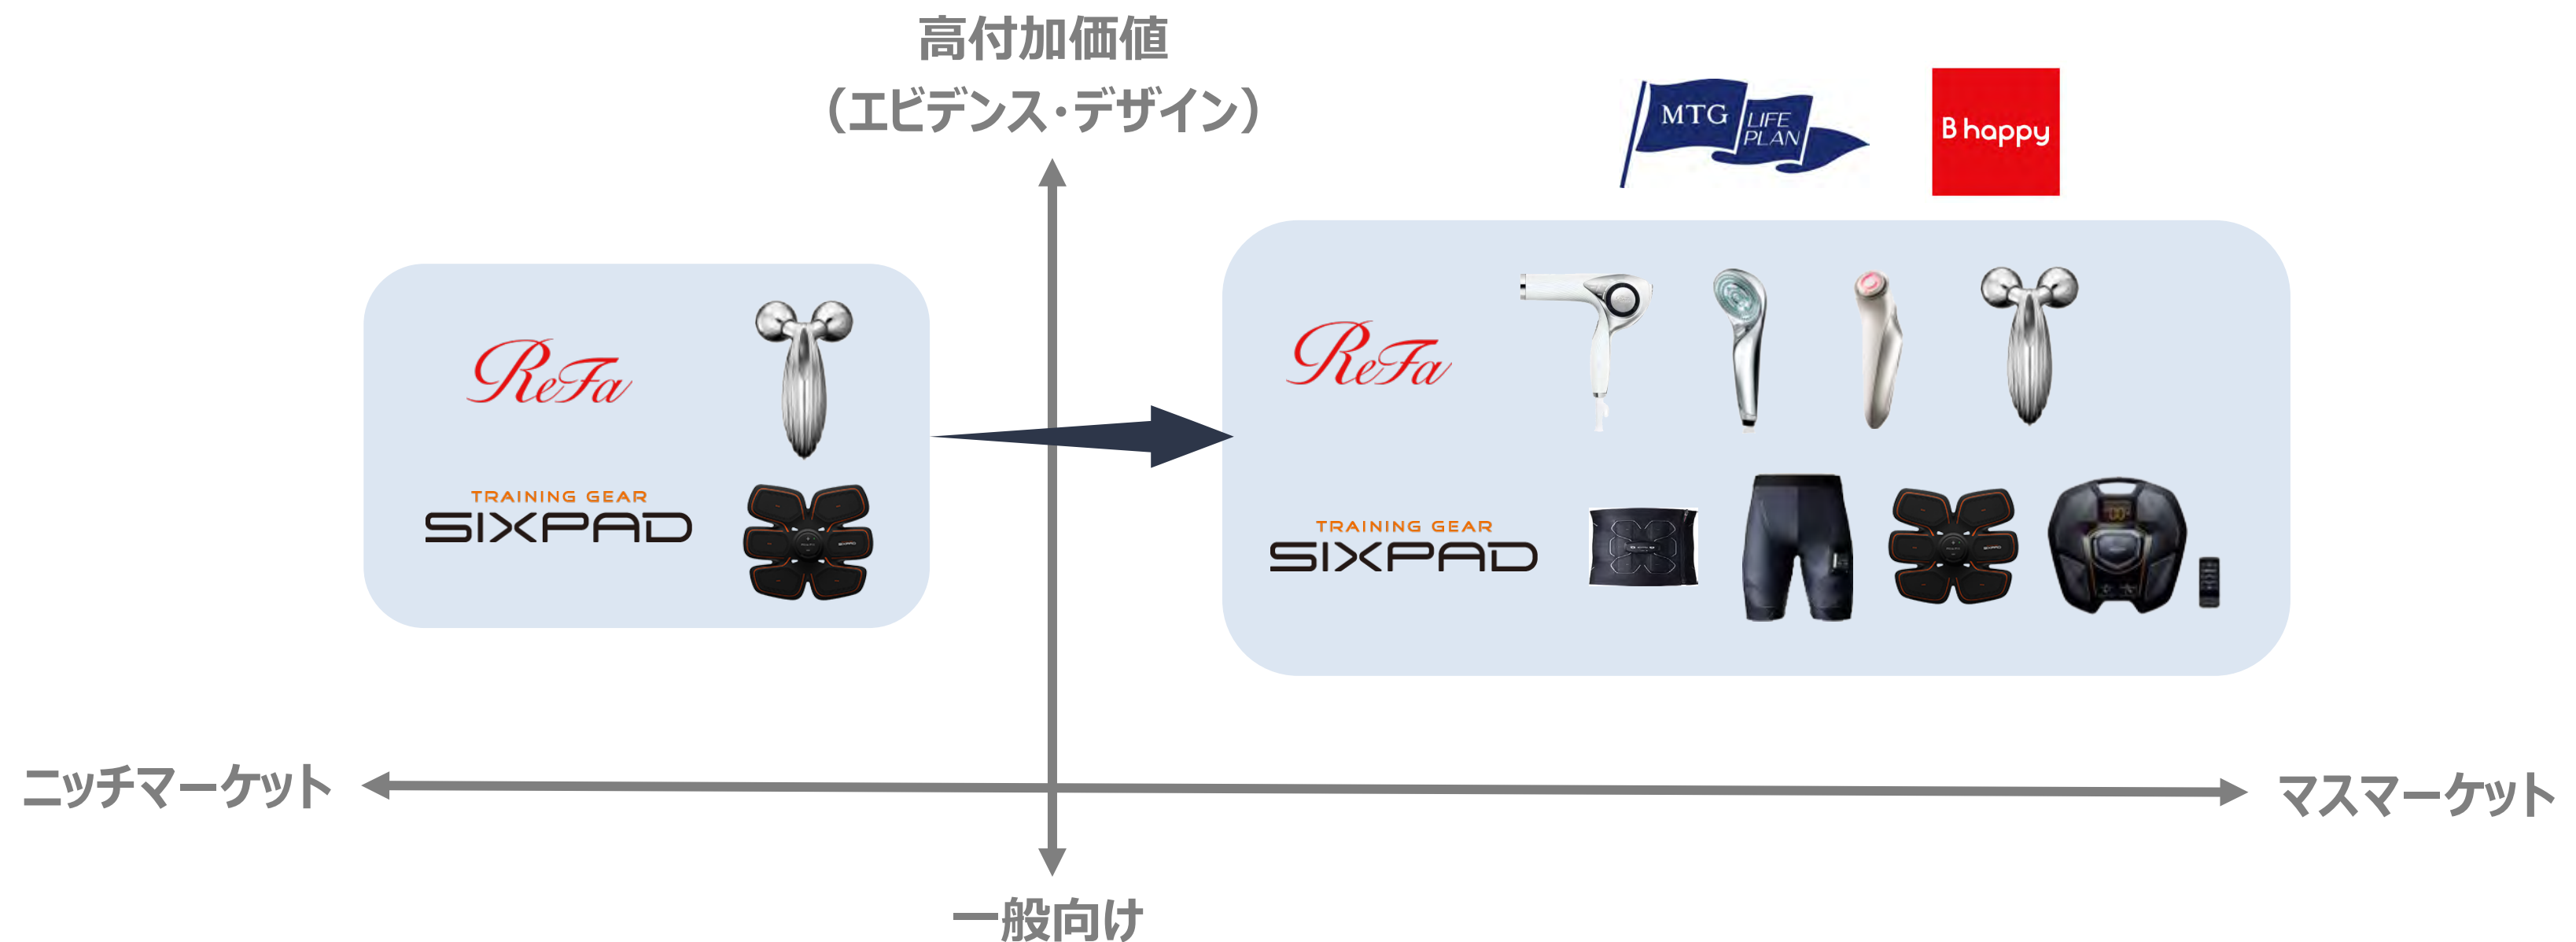 高付加価値
（エビデンス・デザイン）
MTG
LIFE
PLAN
B happy
ReFa
TRAINING GEAR
SIXPAD
ReFa
TRAINING GEAR
SIXPAD
ニッチマーケット
マスマーケット
一般向け